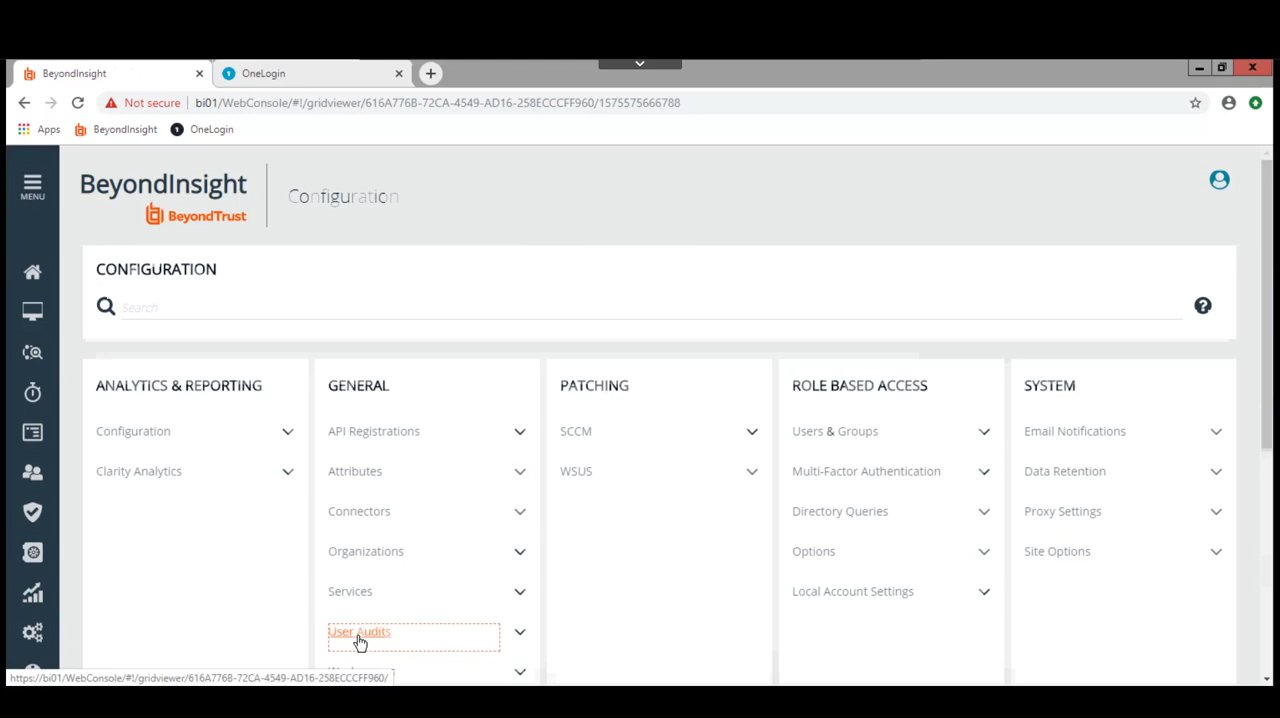 BeyondInsight
OneLogin
Not secure
bi01/WebConsole/#!/gridviewer/616A776B-72CA-4549-AD16-258ECCCFF960/1575575666788
Apps
BeyondInsight
OneLogin
MENU
BeyondInsight
BeyondTrust
Configuration
CONFIGURATION
Search
ANALYTICS & REPORTING
Configuration
Clarity Analytics
GENERAL
API Registrations
Attributes
Connectors
Organizations
Services
User Audits
PATCHING
SCCM
WSUS
ROLE BASED ACCESS
Users & Groups
Multi-Factor Authentication
Directory Queries
Options
Local Account Settings
SYSTEM
Email Notifications
Data Retention
Proxy Settings
Site Options
https://bi01/WebConsole/#!/gridviewer/616A776B-72CA-4549-AD16-258ECCCFF960/